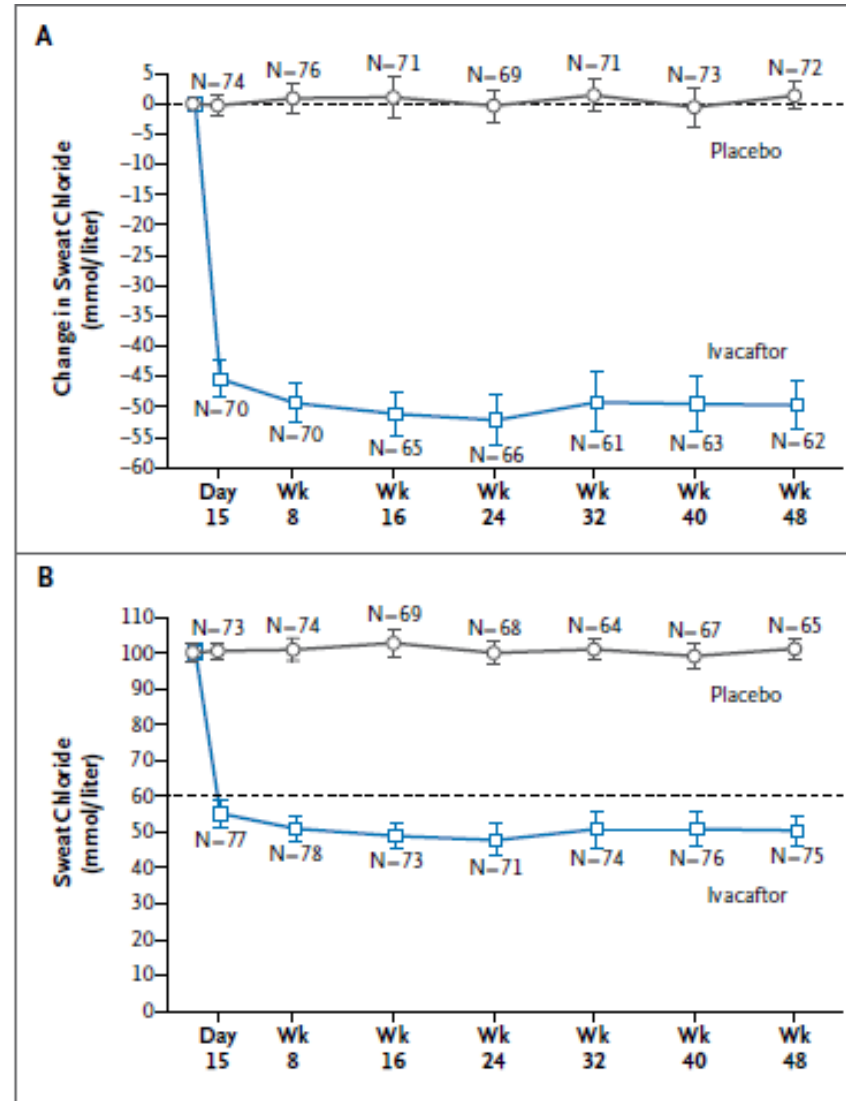 A
N–74 N–76 N–71 N–69 N–71 N–73 N–72
5
0
–5
–10
–15
–20
–25
–30
–35
–40
–45
–50
–55
–60
Change in Sweat Chloride
(mmol/liter)
Placebo
Ivacaftor
N–70 N–70 N–65 N–66 N–61 N–63 N–62
Day Wk Wk Wk Wk Wk Wk
15 8 16 24 32 40 48
B
N–73 N–74 N–69 N–68 N–64 N–67 N–65
110
100
90
80
70
60
50
40
30
20
10
0
Sweat Chloride
(mmol/liter)
Placebo
N–77 N–78 N–73 N–71 N–74 N–76 N–75
Ivacaftor
Day Wk Wk Wk Wk Wk Wk
15 8 16 24 32 40 48